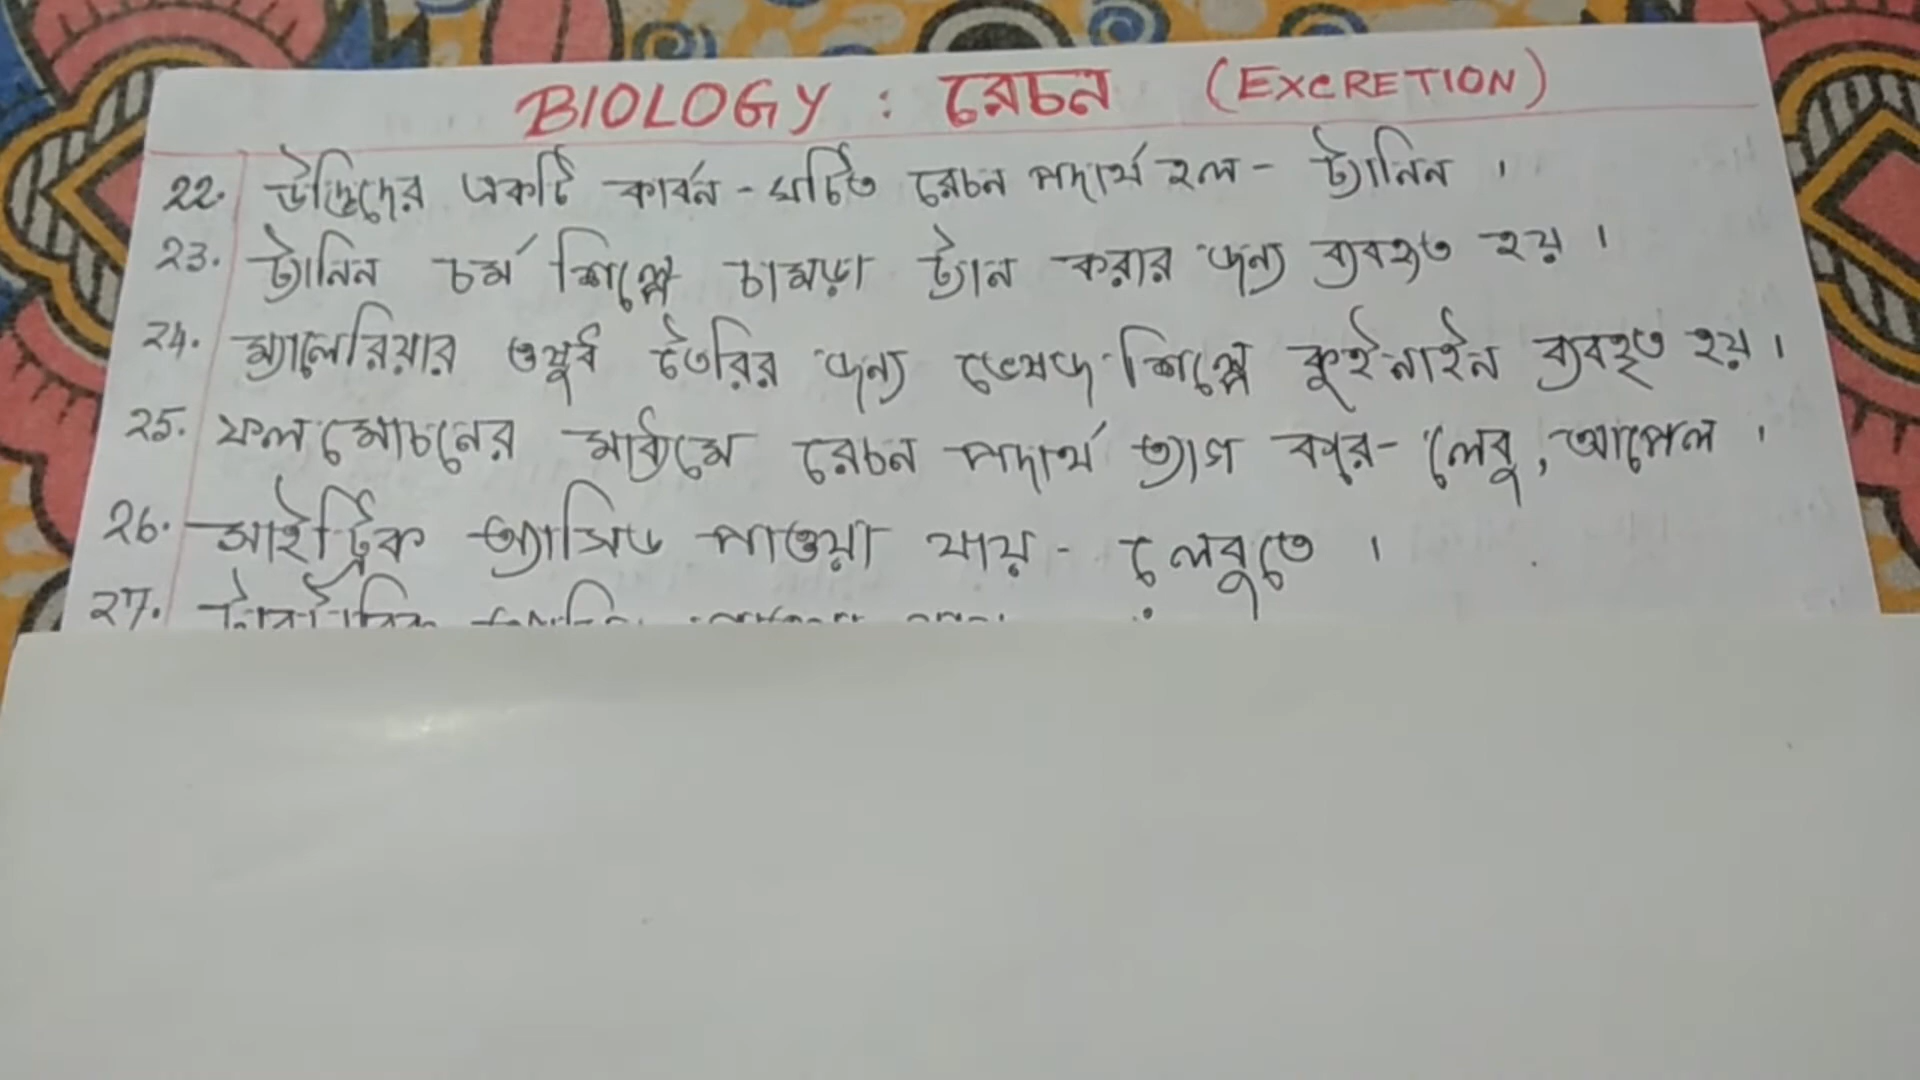 BIOLOGY : রেচন (EXCRETION)
22. উদ্ভিদের একটি কার্বন - ঘটিত রেচন পদার্থ হল - ট্যানিন ।
23. ট্যানিন চর্ম শিল্পে চামড়া ট্যান করার জন্য ব্যবহৃত হয় ।
24. ম্যালেরিয়ার ওষুধ তৈরির জন্য ভেষজ শিল্পে কুইনাইন ব্যবহৃত হয় ।
25. ফল মোচনের মাধ্যমে রেচন পদার্থ ত্যাগ করে - লেবু , আপেল ।
26. সাইট্রিক অ্যাসিড পাওয়া যায় - লেবুতে ।
27.